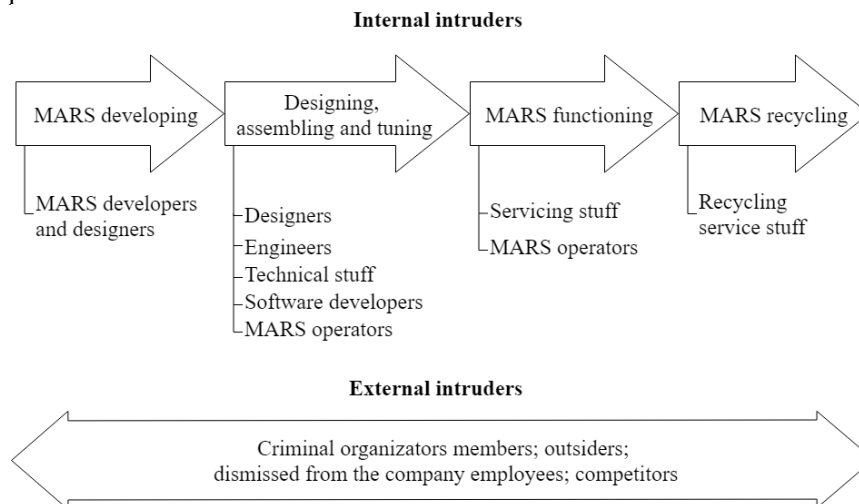 Internal intruders
MARS developing
Designing,
assembling and tuning
MARS functioning
MARS recycling
MARS developers
and designers
Designers
Engineers
Technical stuff
Software developers
MARS operators
Servicing stuff
MARS operators
Recycling
service stuff
External intruders
Criminal organizators members; outsiders;
dismissed from the company employees; competitors